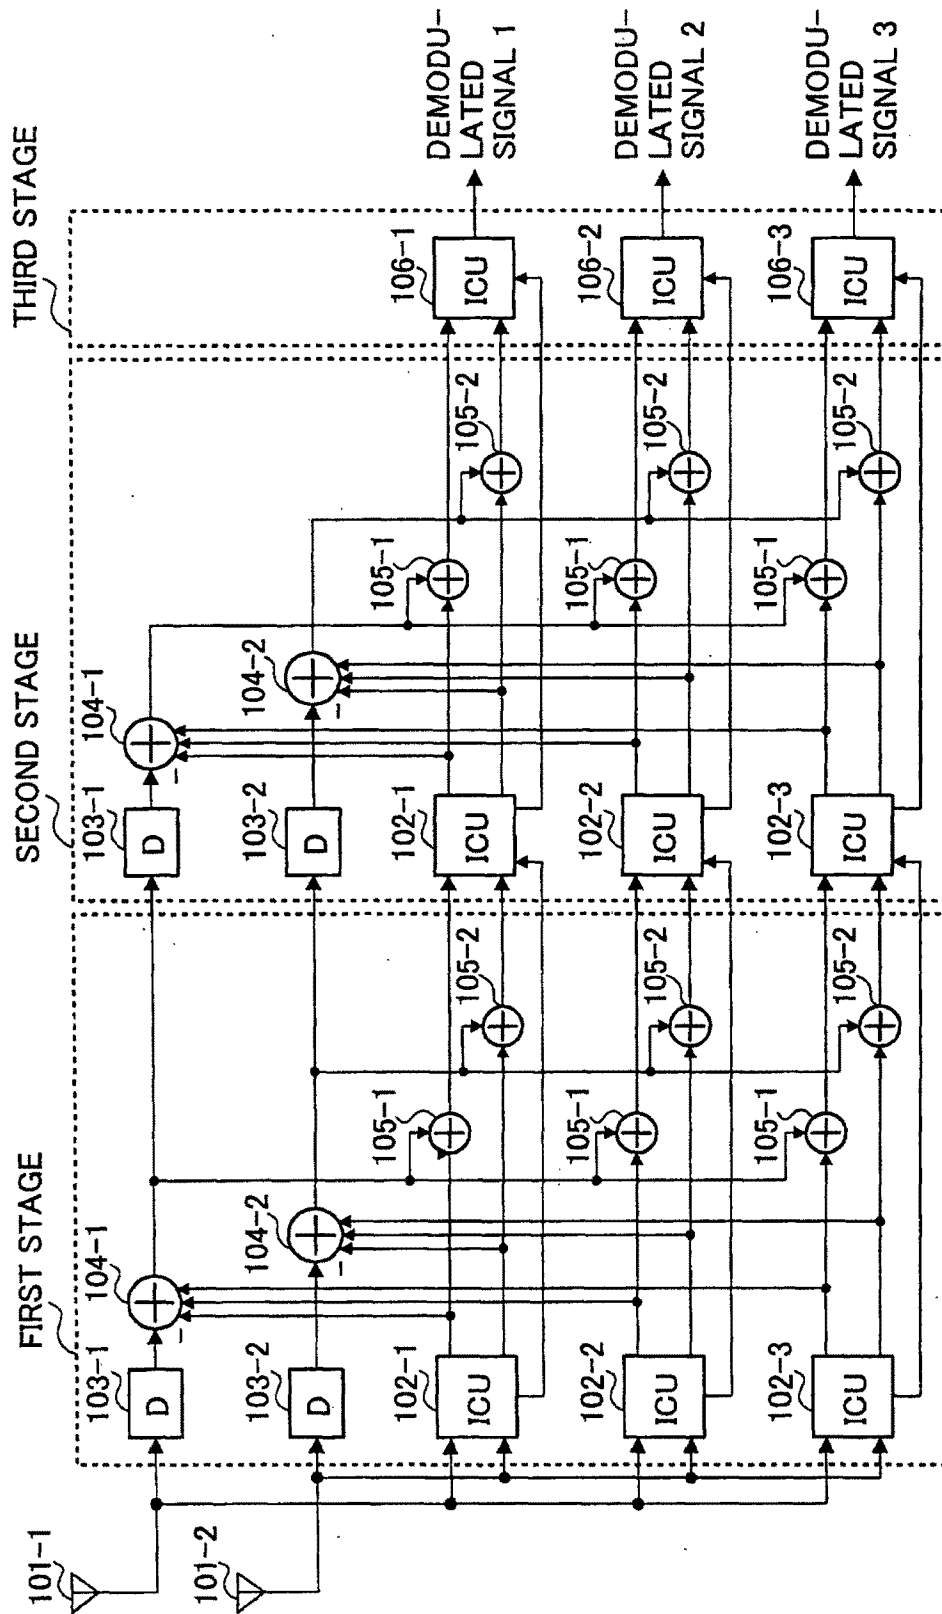 FIRST STAGE
SECOND STAGE
THIRD STAGE
101-1
101-2
103-1
D
104-1
−
103-2
D
104-2
−
102-1
ICU
105-1
105-2
102-2
ICU
105-1
105-2
102-3
ICU
105-1
105-2
103-1
D
104-1
−
103-2
D
104-2
−
102-1
ICU
105-1
105-2
102-2
ICU
105-1
105-2
102-3
ICU
105-1
105-2
106-1
ICU
DEMODU-
LATED
SIGNAL 1
106-2
ICU
DEMODU-
LATED
SIGNAL 2
106-3
ICU
DEMODU-
LATED
SIGNAL 3